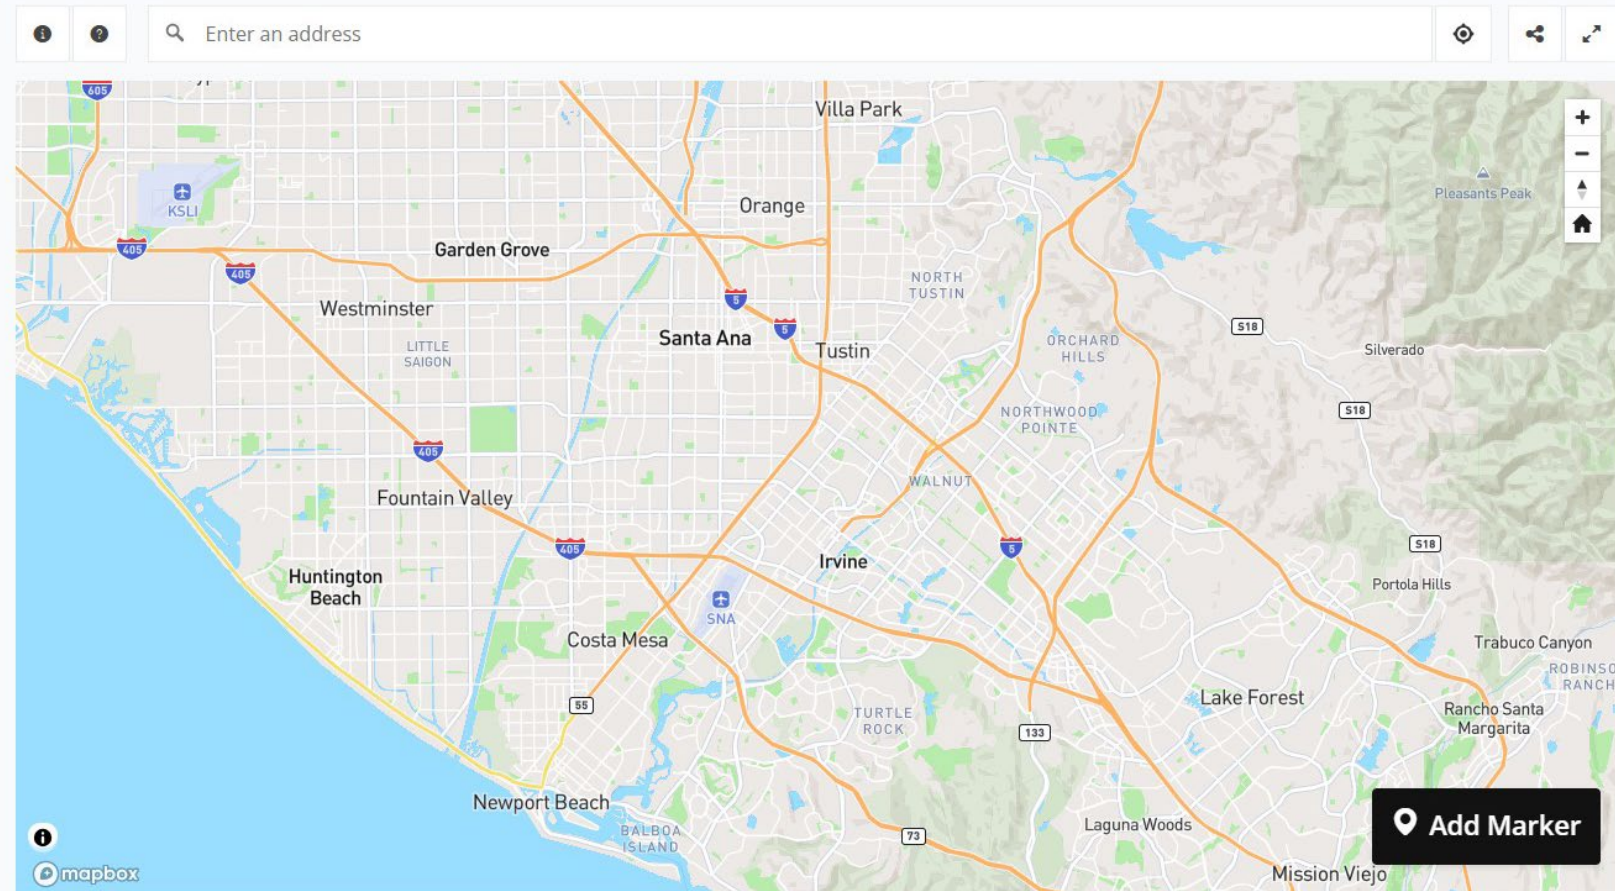 Enter an address
605
Villa Park
KSLI
Pleasants Peak
Orange
405
Garden Grove
405
NORTH
TUSTIN
5
Westminster
5
S18
Santa Ana
LITTLE
SAIGON
Tustin
ORCHARD
HILLS
Silverado
S18
NORTHWOOD
POINTE
405
WALNUT
Fountain Valley
405
5
S18
Irvine
Huntington
Beach
Portola Hills
SNA
Costa Mesa
Trabuco Canyon
ROBINSO
RANCH
Lake Forest
55
Rancho Santa
Margarita
TURTLE
ROCK
133
Newport Beach
BALBOA
ISLAND
73
Laguna Woods
Add Marker
mapbox
Mission Viejo